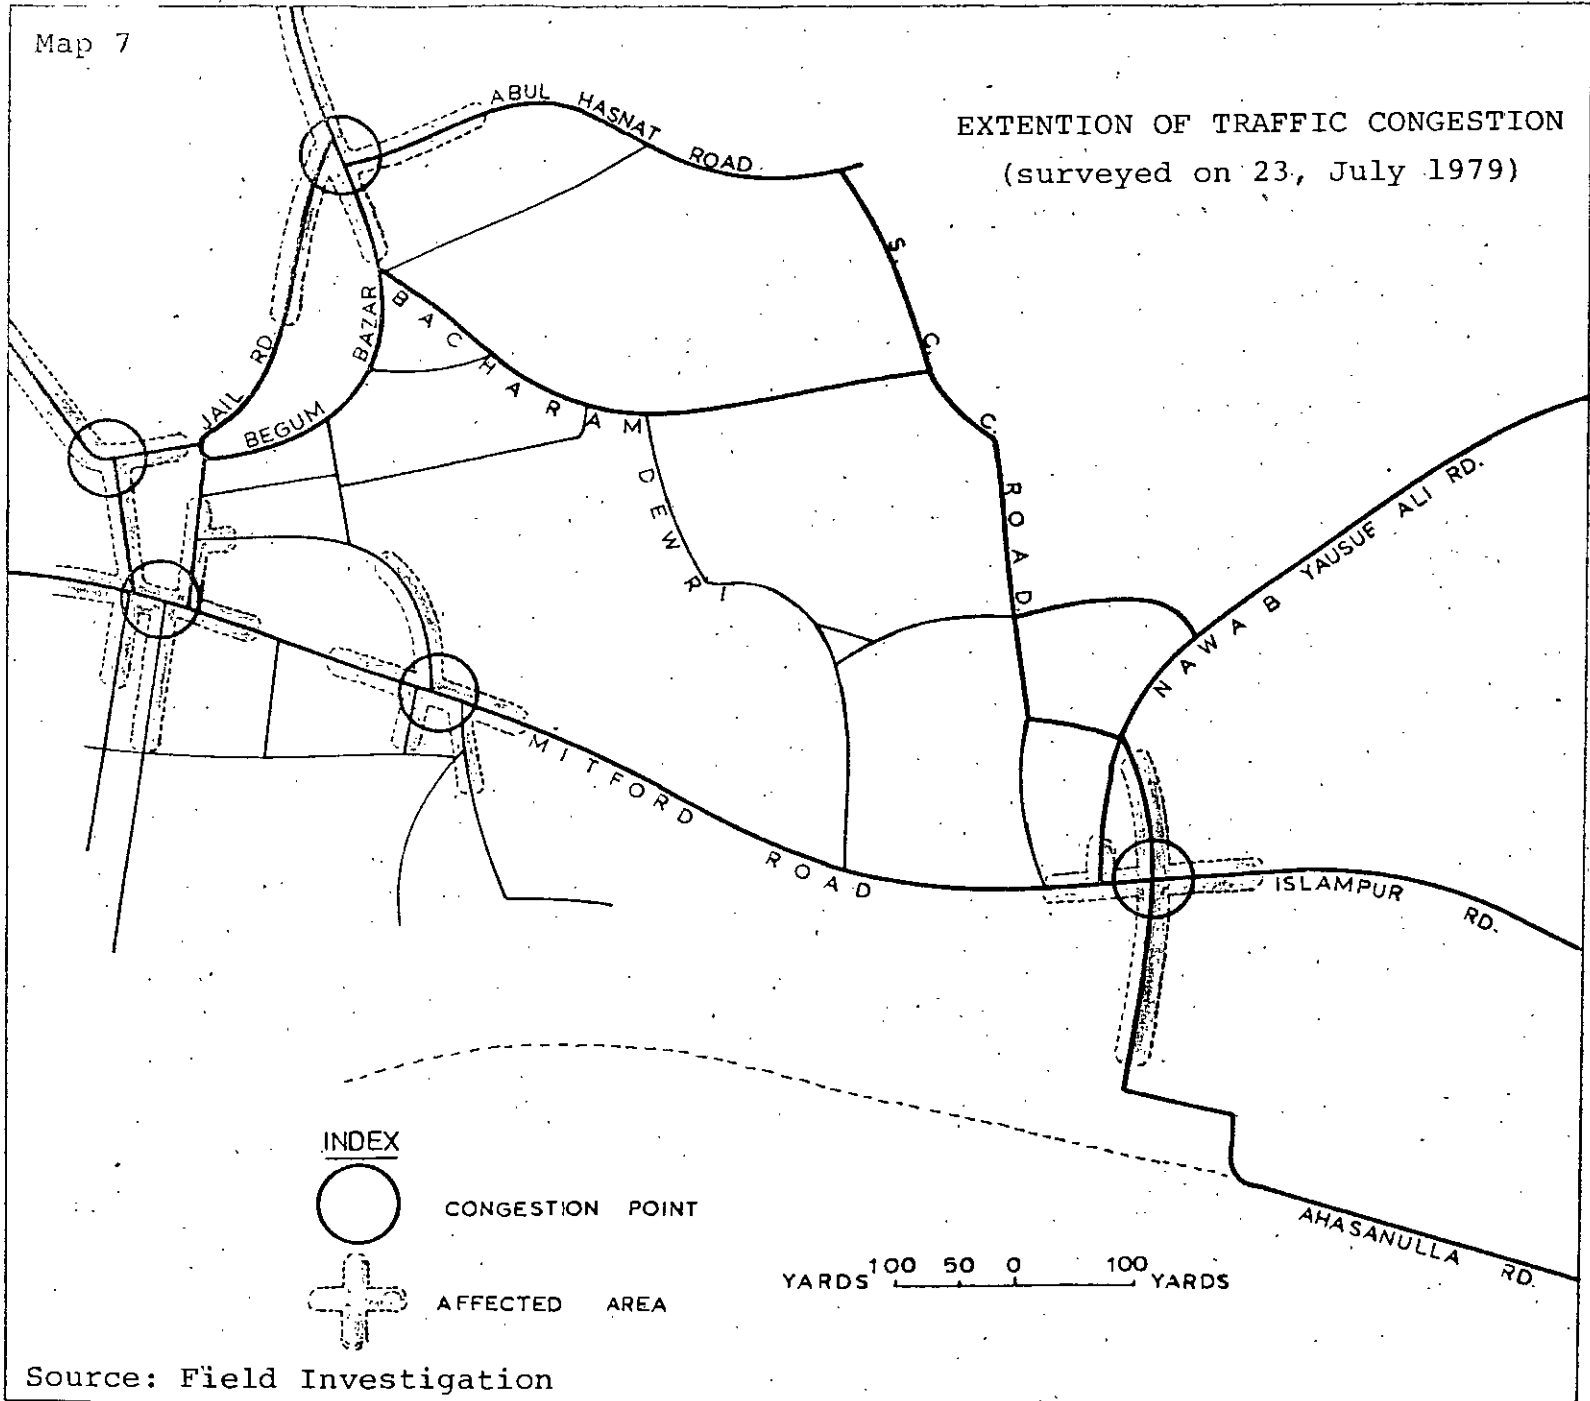 Map 7
EXTENTION OF TRAFFIC CONGESTION
(surveyed on 23, July 1979)
ABUL HASNAT ROAD
S. C. C. ROAD
JAIL RD
BEGUM BAZAR
BACHARAM DEWRI
NAWAB YAUSUF ALI RD.
MITFORD ROAD
ISLAMPUR RD.
AHASANULLA RD.
INDEX
CONGESTION POINT
AFFECTED AREA
YARDS 100 50 0 100 YARDS
Source: Field Investigation